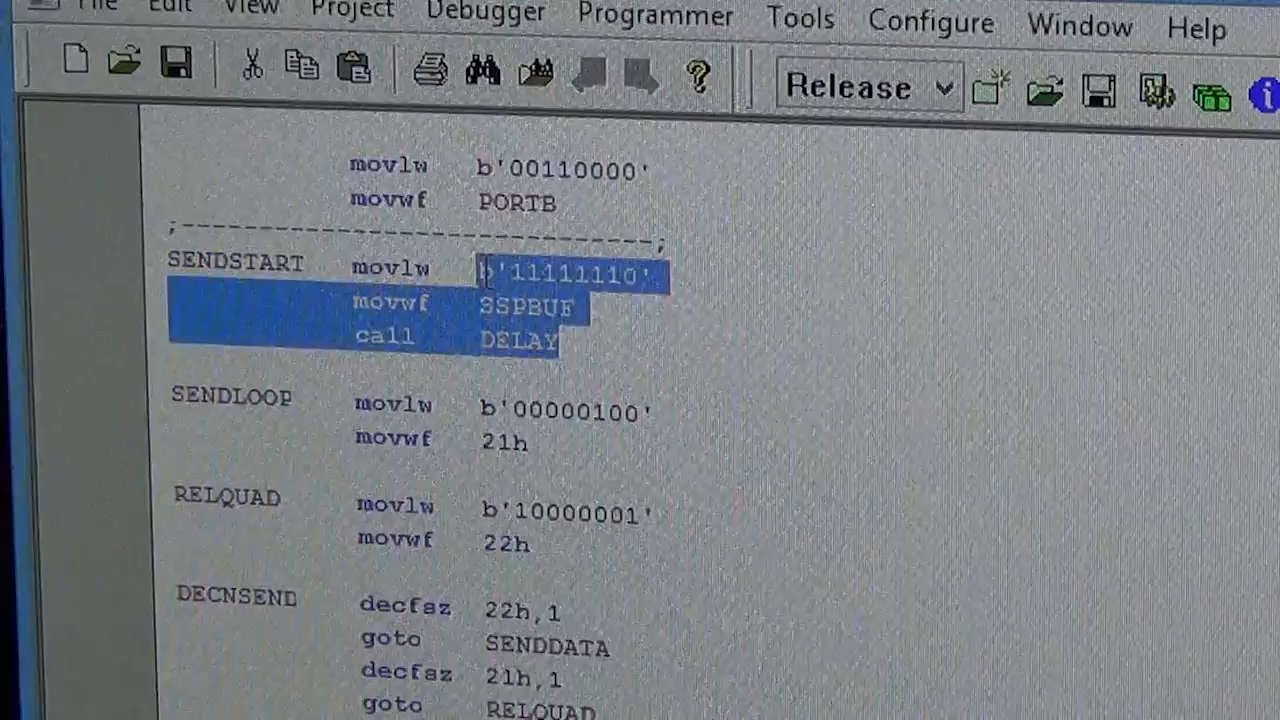 File Edit View Project Debugger Programmer Tools Configure Window Help
Release
movlw b'00110000'
movwf PORTB
;-----------------------------;
SENDSTART movlw b'11111110'
movwf SSPBUF
call DELAY
SENDLOOP movlw b'00000100'
movwf 21h
RELQUAD movlw b'10000001'
movwf 22h
DECNSEND decfsz 22h,1
goto SENDDATA
decfsz 21h,1
goto RELQUAD